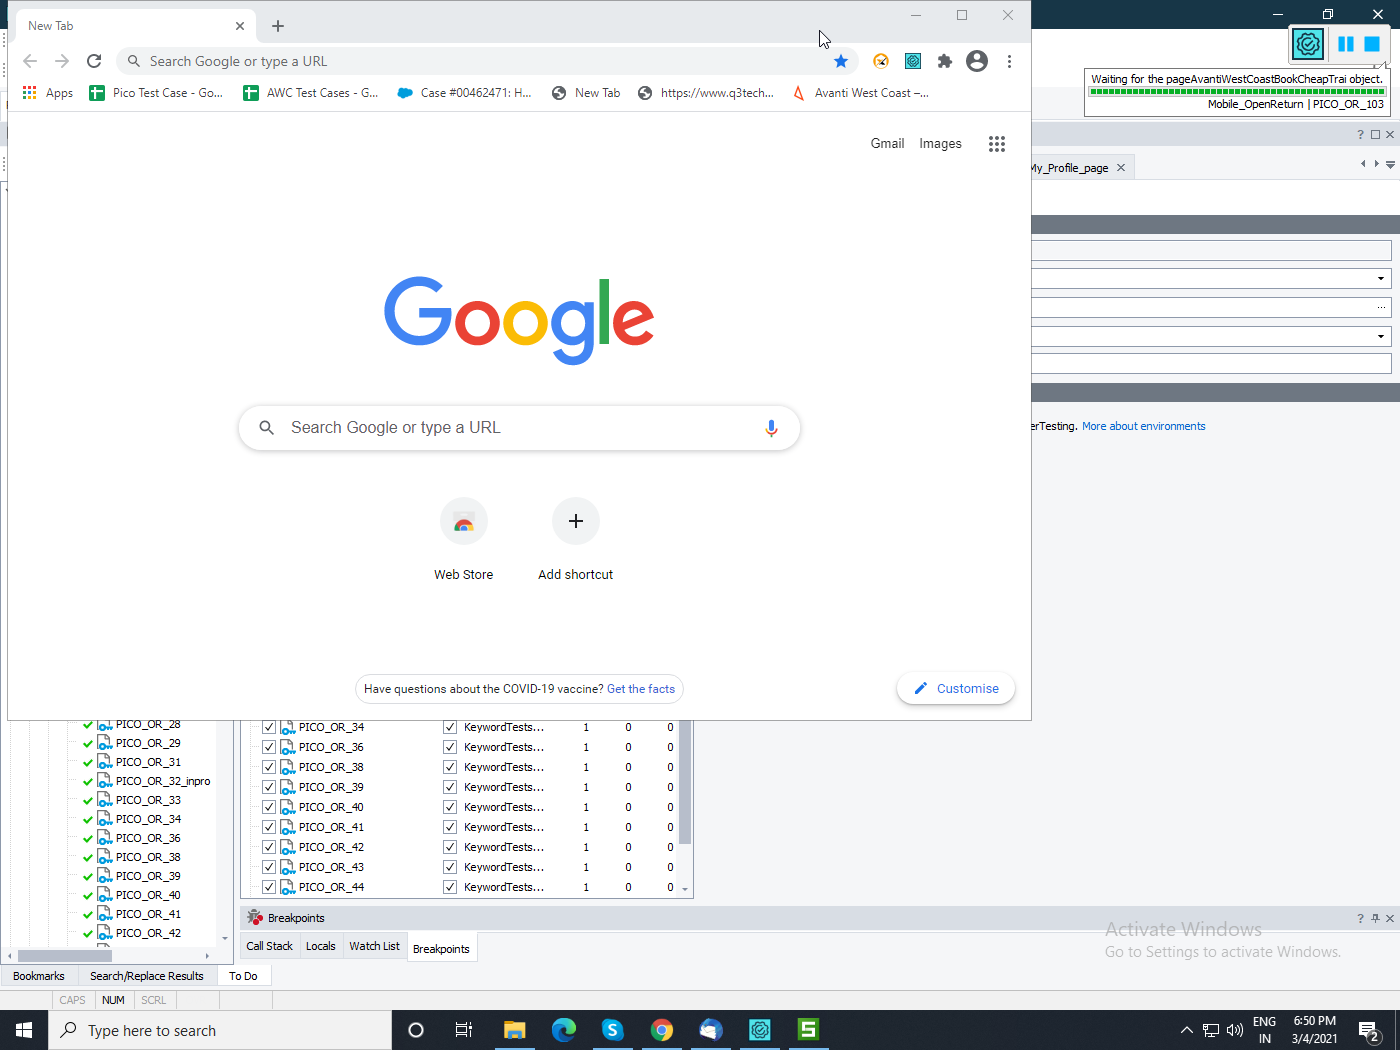 New Tab
Search Google or type a URL
Apps
Pico Test Case - Go...
AWC Test Cases - G...
Case #00462471: H...
New Tab
https://www.q3tech...
Avanti West Coast –...
Waiting for the pageAvantiWestCoastBookCheapTrai object.
Mobile_OpenReturn | PICO_OR_103
My_Profile_page
Gmail
Images
Google
Search Google or type a URL
erTesting. More about environments
Web Store
Add shortcut
Have questions about the COVID-19 vaccine? Get the facts
Customise
PICO_OR_28
PICO_OR_29
PICO_OR_31
PICO_OR_32_inpro
PICO_OR_33
PICO_OR_34
PICO_OR_36
PICO_OR_38
PICO_OR_39
PICO_OR_40
PICO_OR_41
PICO_OR_42
PICO_OR_34 KeywordTests... 1 0 0
PICO_OR_36 KeywordTests... 1 0 0
PICO_OR_38 KeywordTests... 1 0 0
PICO_OR_39 KeywordTests... 1 0 0
PICO_OR_40 KeywordTests... 1 0 0
PICO_OR_41 KeywordTests... 1 0 0
PICO_OR_42 KeywordTests... 1 0 0
PICO_OR_43 KeywordTests... 1 0 0
PICO_OR_44 KeywordTests... 1 0 0
Breakpoints
Call Stack
Locals
Watch List
Breakpoints
Activate Windows
Go to Settings to activate Windows.
Bookmarks
Search/Replace Results
To Do
CAPS
NUM
SCRL
Type here to search
ENG
IN
6:50 PM
3/4/2021
2